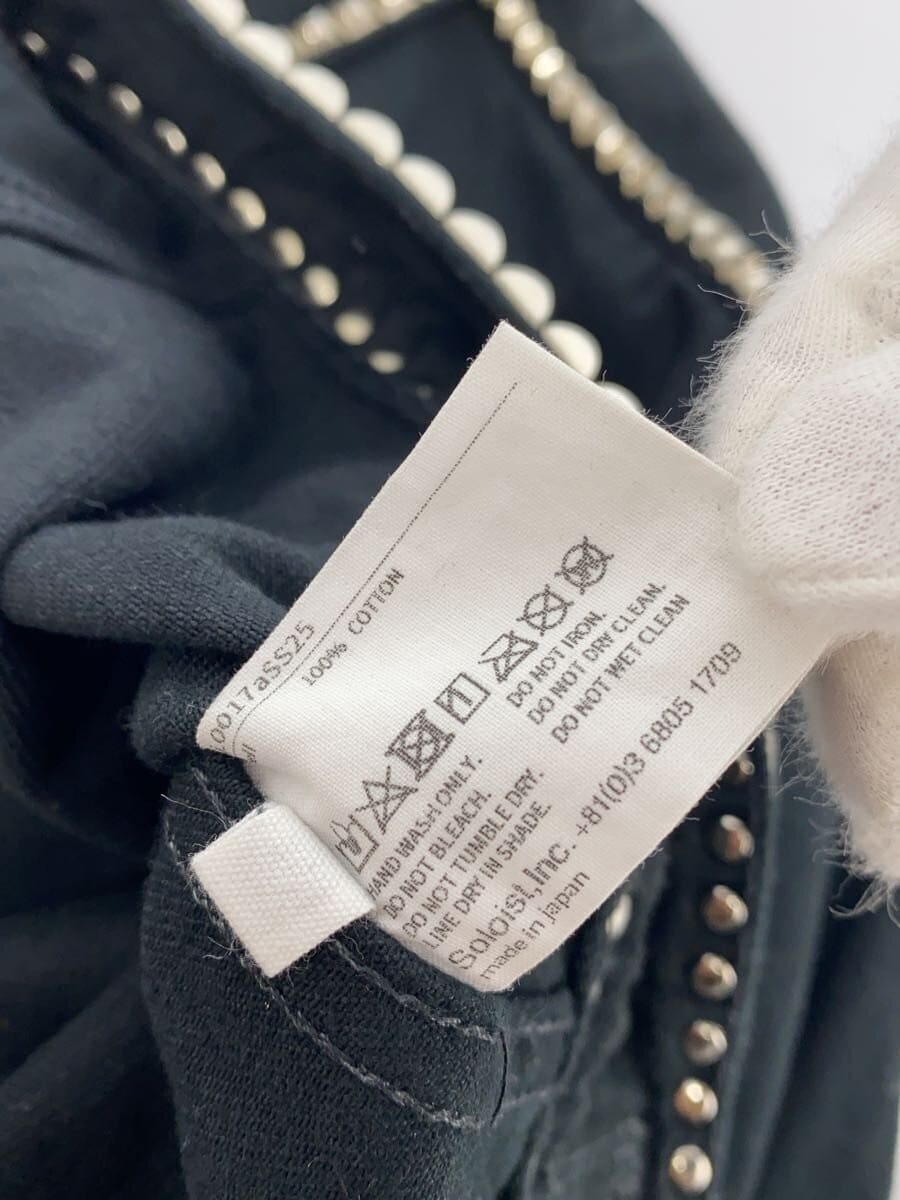 0017aSS25
100% COTTON
HAND WASH ONLY.
DO NOT BLEACH.
DO NOT TUMBLE DRY.
LINE DRY IN SHADE.
DO NOT IRON.
DO NOT DRY CLEAN.
DO NOT WET CLEAN
Soloist,Inc. +81(0)3 6805 1709
made in Japan